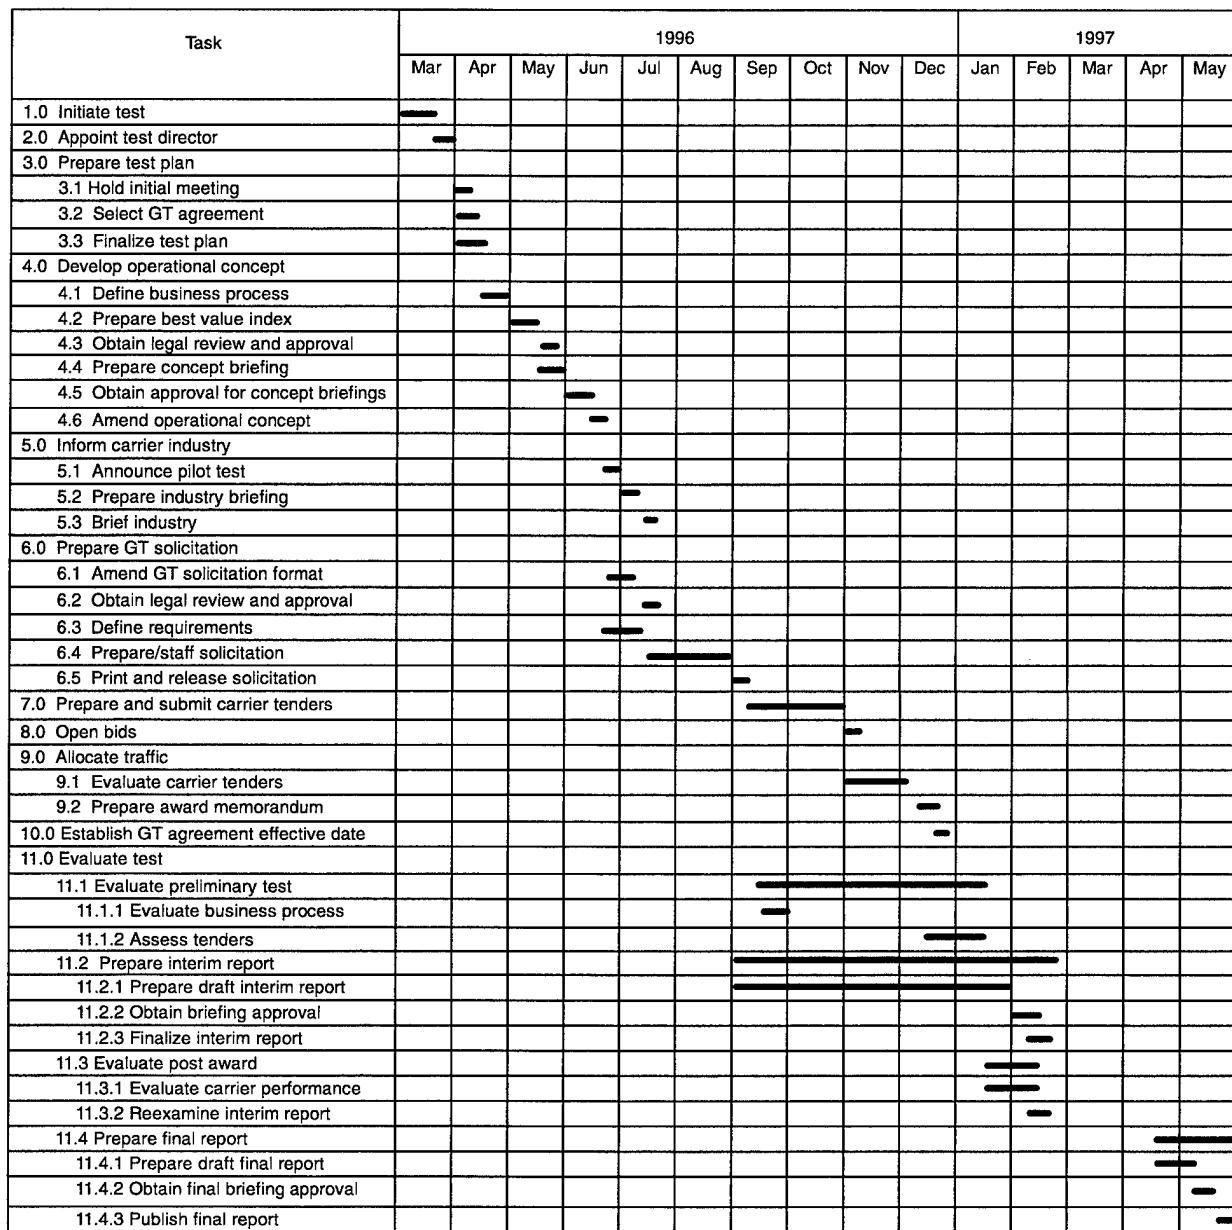 Task
1996
1997
Mar Apr May Jun Jul Aug Sep Oct Nov Dec Jan Feb Mar Apr May
1.0 Initiate test
2.0 Appoint test director
3.0 Prepare test plan
3.1 Hold initial meeting
3.2 Select GT agreement
3.3 Finalize test plan
4.0 Develop operational concept
4.1 Define business process
4.2 Prepare best value index
4.3 Obtain legal review and approval
4.4 Prepare concept briefing
4.5 Obtain approval for concept briefings
4.6 Amend operational concept
5.0 Inform carrier industry
5.1 Announce pilot test
5.2 Prepare industry briefing
5.3 Brief industry
6.0 Prepare GT solicitation
6.1 Amend GT solicitation format
6.2 Obtain legal review and approval
6.3 Define requirements
6.4 Prepare/staff solicitation
6.5 Print and release solicitation
7.0 Prepare and submit carrier tenders
8.0 Open bids
9.0 Allocate traffic
9.1 Evaluate carrier tenders
9.2 Prepare award memorandum
10.0 Establish GT agreement effective date
11.0 Evaluate test
11.1 Evaluate preliminary test
11.1.1 Evaluate business process
11.1.2 Assess tenders
11.2 Prepare interim report
11.2.1 Prepare draft interim report
11.2.2 Obtain briefing approval
11.2.3 Finalize interim report
11.3 Evaluate post award
11.3.1 Evaluate carrier performance
11.3.2 Reexamine interim report
11.4 Prepare final report
11.4.1 Prepare draft final report
11.4.2 Obtain final briefing approval
11.4.3 Publish final report